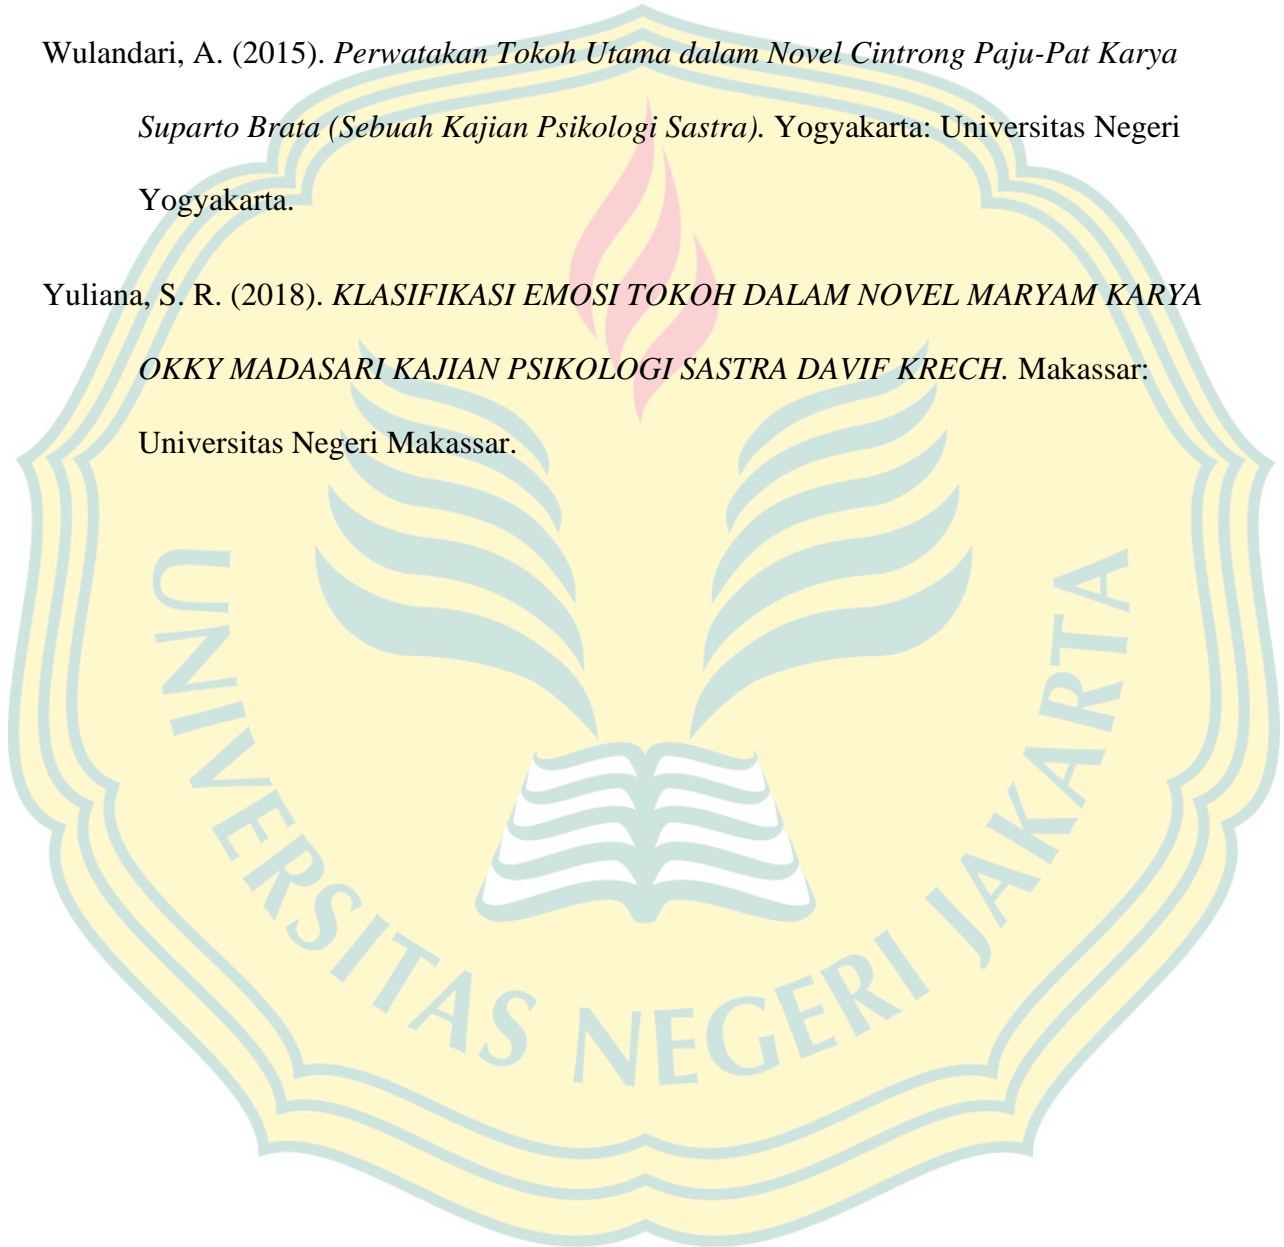 Wulandari, A. (2015). Perwatakan Tokoh Utama dalam Novel Cintrong Paju-Pat Karya
Suparto Brata (Sebuah Kajian Psikologi Sastra). Yogyakarta: Universitas Negeri
Yogyakarta.
Yuliana, S. R. (2018). KLASIFIKASI EMOSI TOKOH DALAM NOVEL MARYAM KARYA
OKKY MADASARI KAJIAN PSIKOLOGI SASTRA DAVIF KRECH. Makassar:
Universitas Negeri Makassar.
UNIVERSITAS NEGERI JAKARTA